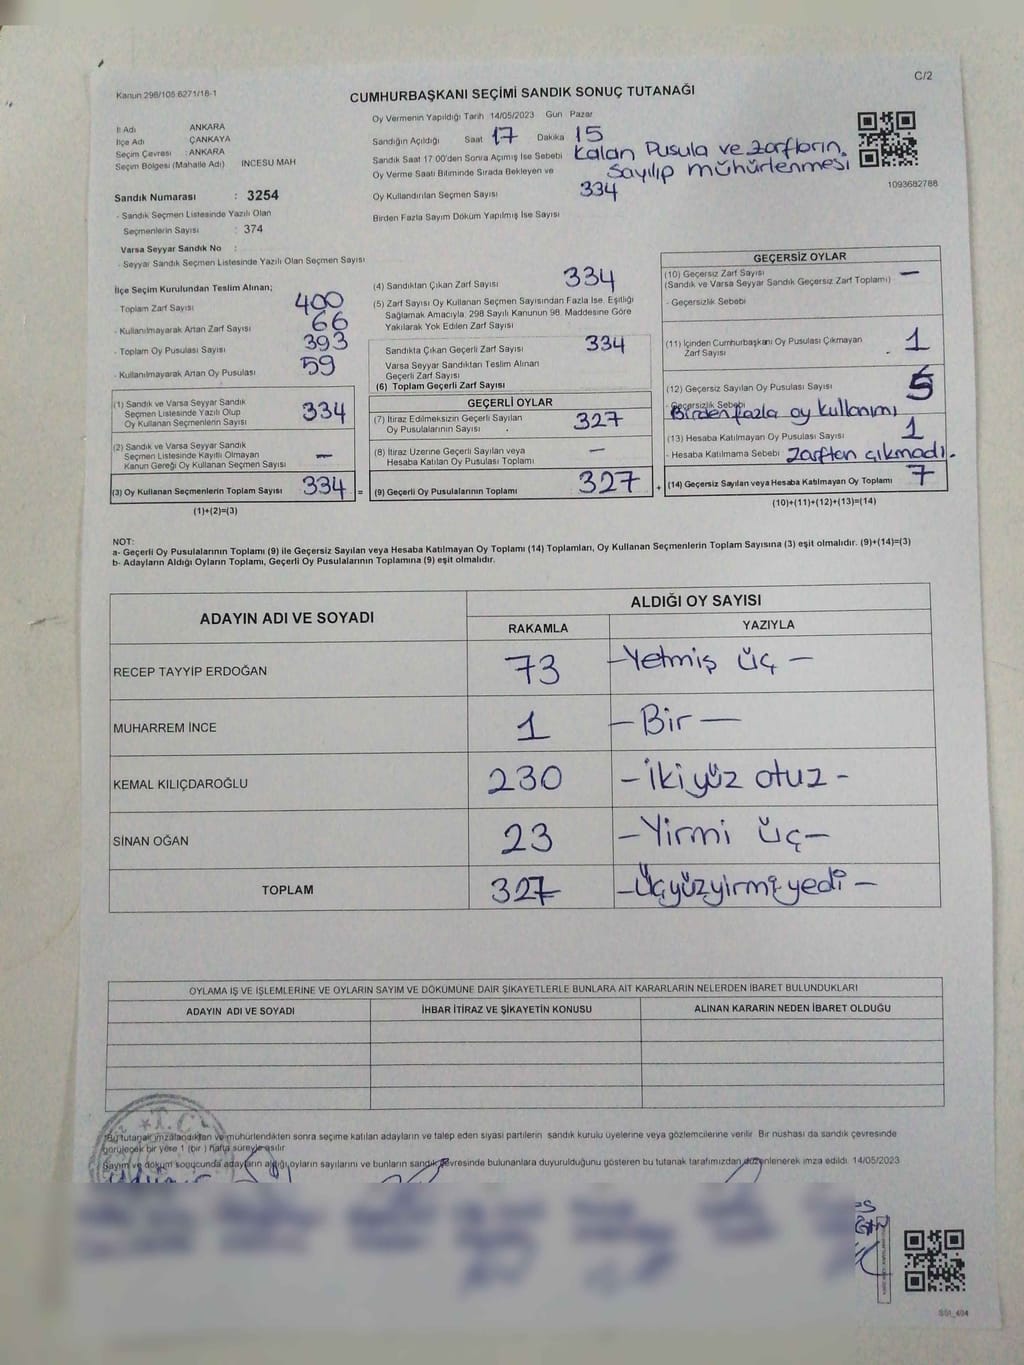 C/2
Kanun 298/105 6271/18-1
CUMHURBAŞKANI SEÇİMİ SANDIK SONUÇ TUTANAĞI
İl Adı ANKARA
İlçe Adı ÇANKAYA
Seçim Çevresi : ANKARA
Seçim Bölgesi (Mahalle Adı) İNCESU MAH
Sandık Numarası : 3254
- Sandık Seçmen Listesinde Yazılı Olan
Seçmenlerin Sayısı : 374
Varsa Seyyar Sandık No :
- Seyyar Sandık Seçmen Listesinde Yazılı Olan Seçmen Sayısı
Oy Vermenin Yapıldığı Tarih 14/05/2023 Gün Pazar
Sandığın Açıldığı Saat 17 Dakika 15
Sandık Saat 17 00'den Sonra Açımış İse Sebebi Kalan Pusula ve zarfların
Oy Verme Saati Bitiminde Sırada Bekleyen ve Sayılıp mühürlenmesi
Oy Kullandırılan Seçmen Sayısı 334
Birden Fazla Sayım Döküm Yapılmış İse Sayısı
1093682788
İlçe Seçim Kurulundan Teslim Alınan;
Toplam Zarf Sayısı 400
- Kullanılmayarak Artan Zarf Sayısı 66
- Toplam Oy Pusulası Sayısı 393
- Kullanılmayarak Artan Oy Pusulası 59
(1) Sandık ve Varsa Seyyar Sandık
Seçmen Listesinde Yazılı Olup
Oy Kullanan Seçmenlerin Sayısı 334
(2) Sandık ve Varsa Seyyar Sandık
Seçmen Listesinde Kayıtlı Olmayan
Kanun Gereği Oy Kullanan Seçmen Sayısı —
(3) Oy Kullanan Seçmenlerin Toplam Sayısı 334 =
(1)+(2)=(3)
(4) Sandıktan Çıkan Zarf Sayısı 334
(5) Zarf Sayısı Oy Kullanan Seçmen Sayısından Fazla İse, Eşitliği
Sağlamak Amacıyla, 298 Sayılı Kanunun 98. Maddesine Göre
Yakılarak Yok Edilen Zarf Sayısı
Sandıkta Çıkan Geçerli Zarf Sayısı 334
Varsa Seyyar Sandıktan Teslim Alınan
Geçerli Zarf Sayısı
(6) Toplam Geçerli Zarf Sayısı
GEÇERLİ OYLAR
(7) İtiraz Edilmeksizin Geçerli Sayılan
Oy Pusulalarının Sayısı 327
(8) İtiraz Üzerine Geçerli Sayılan veya
Hesaba Katılan Oy Pusulası Toplamı —
(9) Geçerli Oy Pusulalarının Toplamı : 327 +
GEÇERSİZ OYLAR
(10) Geçersiz Zarf Sayısı
(Sandık ve Varsa Seyyar Sandık Geçersiz Zarf Toplamı) —
- Geçersizlik Sebebi
(11) İçinden Cumhurbaşkanı Oy Pusulası Çıkmayan
Zarf Sayısı 1
(12) Geçersiz Sayılan Oy Pusulası Sayısı 5
- Geçersizlik Sebebi
Birden fazla oy kullanımı
(13) Hesaba Katılmayan Oy Pusulası Sayısı 1
- Hesaba Katılmama Sebebi Zarftan çıkmadı.
(14) Geçersiz Sayılan veya Hesaba Katılmayan Oy Toplamı 7
(10)+(11)+(12)+(13)=(14)
NOT:
a- Geçerli Oy Pusulalarının Toplamı (9) ile Geçersiz Sayılan veya Hesaba Katılmayan Oy Toplamı (14) Toplamları, Oy Kullanan Seçmenlerin Toplam Sayısına (3) eşit olmalıdır. (9)+(14)=(3)
b- Adayların Aldığı Oyların Toplamı, Geçerli Oy Pusulalarının Toplamına (9) eşit olmalıdır.
ADAYIN ADI VE SOYADI ALDIĞI OY SAYISI
RAKAMLA YAZIYLA
RECEP TAYYİP ERDOĞAN 73 -Yetmiş üç-
MUHARREM İNCE 1 -Bir-
KEMAL KILIÇDAROĞLU 230 -İkiyüz otuz-
SİNAN OĞAN 23 -Yirmi üç-
TOPLAM 327 -Üçyüzyirmiyedi-
OYLAMA İŞ VE İŞLEMLERİNE VE OYLARIN SAYIM VE DÖKÜMÜNE DAİR ŞİKAYETLERLE BUNLARA AİT KARARLARIN NELERDEN İBARET BULUNDUKLARI
ADAYIN ADI VE SOYADI İHBAR İTİRAZ VE ŞİKAYETİN KONUSU ALINAN KARARIN NEDEN İBARET OLDUĞU
T.C.
Bu tutanak imzalandıktan ve mühürlendikten sonra seçime katılan adayların ve talep eden siyasi partilerin sandık kurulu üyelerine veya gözlemcilerine verilir. Bir nüshası da sandık çevresinde
görülecek bir yere 1 (bir ) hafta süreyle asılır
Sayım ve döküm sonucunda adayların aldığı oyların sayılarını ve bunların sandık çevresinde bulunanlara duyurulduğunu gösteren bu tutanak tarafımızdan düzenlenerek imza edildi. 14/05/2023